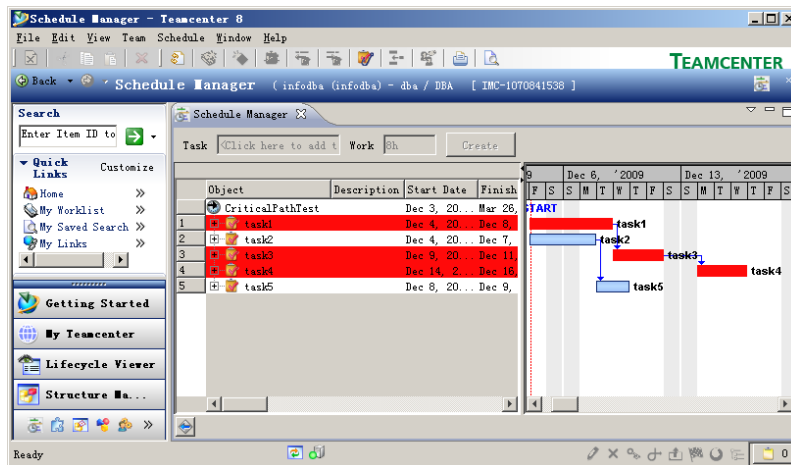 Schedule Manager - Teamcenter 8
File Edit View Team Schedule Window Help
TEAMCENTER
Back Schedule Manager ( infodba (infodba) - dba / DBA [ IMC-1070841538 ]
Search
Enter Item ID to
Quick Links Customize
Home
My Worklist
My Saved Search
My Links
Getting Started
My Teamcenter
Lifecycle Viewer
Structure Ma...
Schedule Manager
Task <Click here to add t Work 8h Create
Object Description Start Date Finish
CriticalPathTest Dec 3, 20... Mar 26,
1 task1 Dec 4, 20... Dec 8,
2 task2 Dec 4, 20... Dec 7,
3 task3 Dec 9, 20... Dec 11,
4 task4 Dec 14, 2... Dec 16,
5 task5 Dec 8, 20... Dec 9,
9 Dec 6, '2009 Dec 13, '2009
F S S M T W T F S S M T W T F S
START
task1
task2
task3
task4
task5
Ready
0